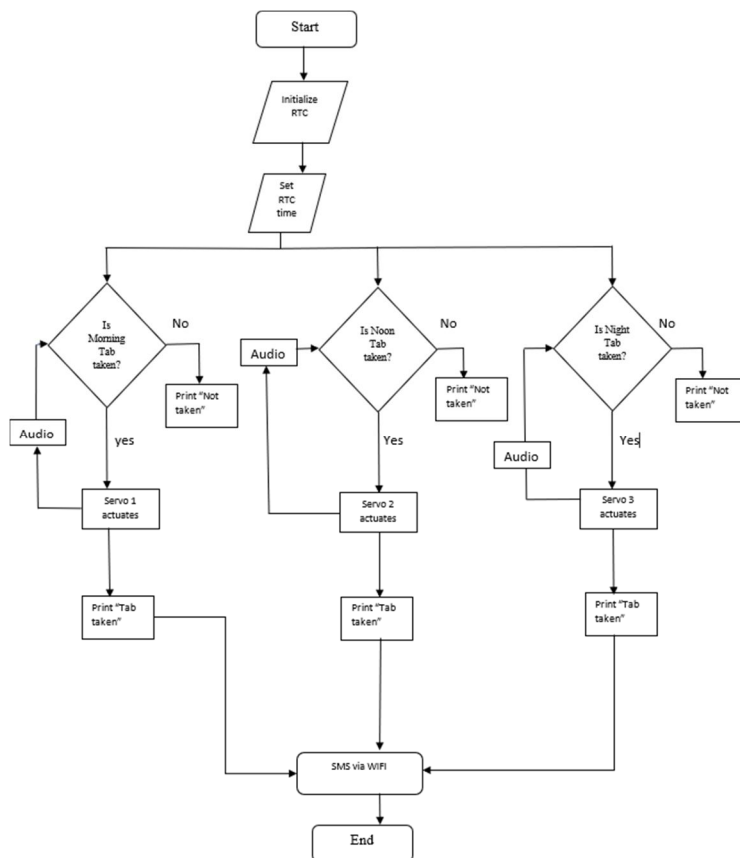 Start
Initialize
RTC
Set
RTC
time
Is
Morning
Tab
taken?
No
Print “Not
taken”
Audio
yes
Servo 1
actuates
Print “Tab
taken”
Is Noon
Tab
taken?
No
Print “Not
taken”
Audio
Yes
Servo 2
actuates
Print “Tab
taken”
Is Night
Tab
taken?
No
Print “Not
taken”
Audio
Yes
Servo 3
actuates
Print “Tab
taken”
SMS via WIFI
End